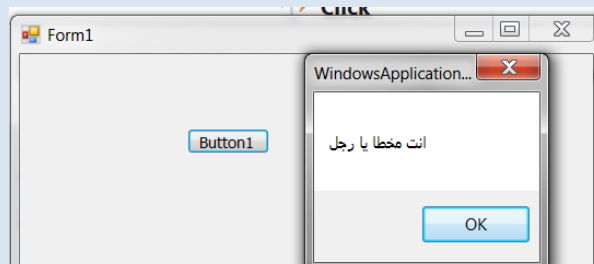 Click
Form1
WindowsApplication...
Button1
انت مخطا يا رجل
OK